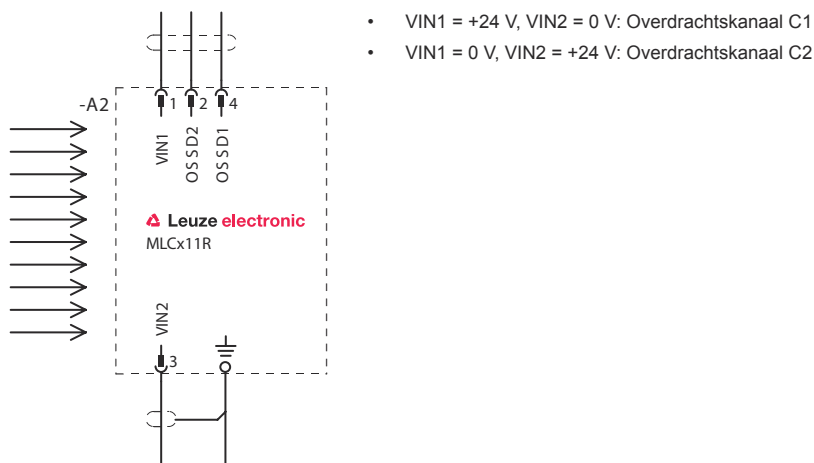 • VIN1 = +24 V, VIN2 = 0 V: Overdrachtskanaal C1
• VIN1 = 0 V, VIN2 = +24 V: Overdrachtskanaal C2
-A2
1 2 4
VIN1
OSSD2
OSSD1
Leuze electronic
MLCx11R
VIN2
3